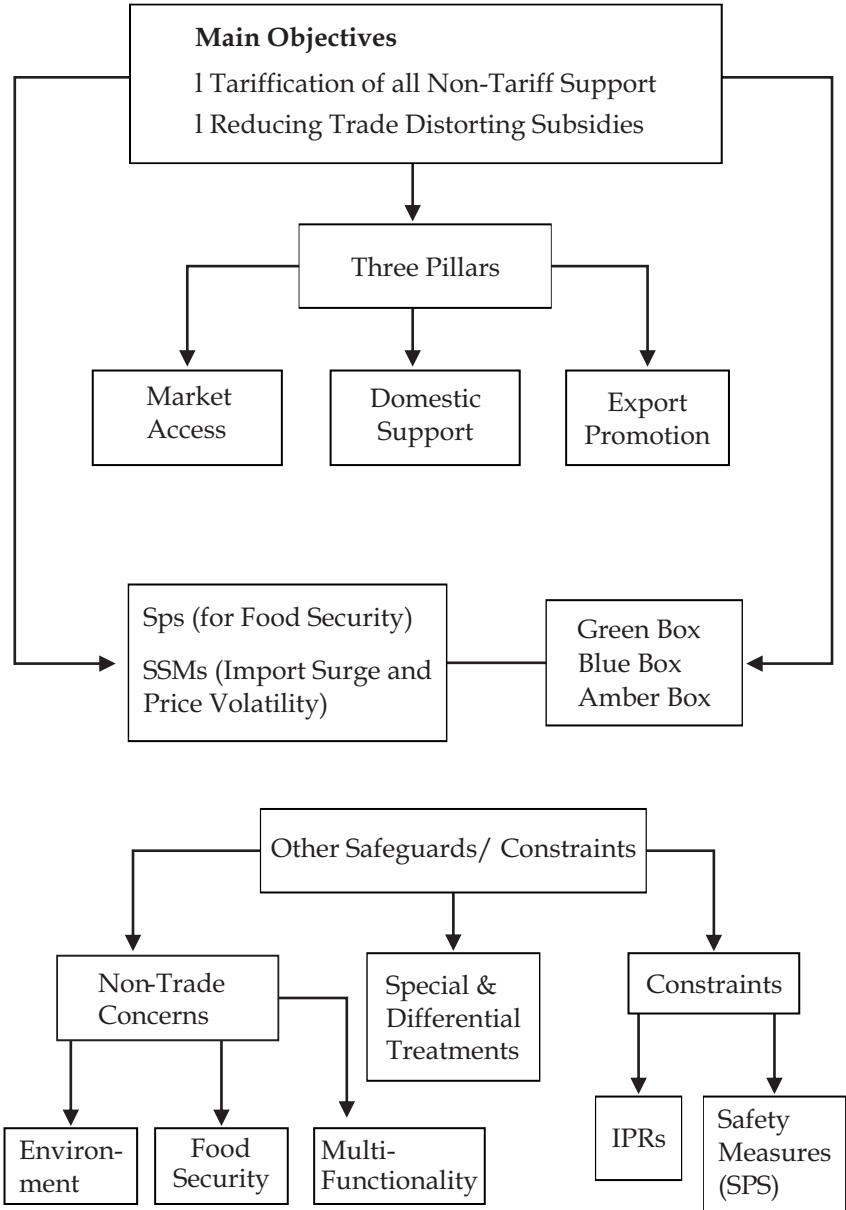 Main Objectives
l Tariffication of all Non-Tariff Support
l Reducing Trade Distorting Subsidies
Three Pillars
Market
Access
Domestic
Support
Export
Promotion
Sps (for Food Security)
SSMs (Import Surge and
Price Volatility)
Green Box
Blue Box
Amber Box
Other Safeguards/ Constraints
Non-Trade
Concerns
Special &
Differential
Treatments
Constraints
Environ-
ment
Food
Security
Multi-
Functionality
IPRs
Safety
Measures
(SPS)